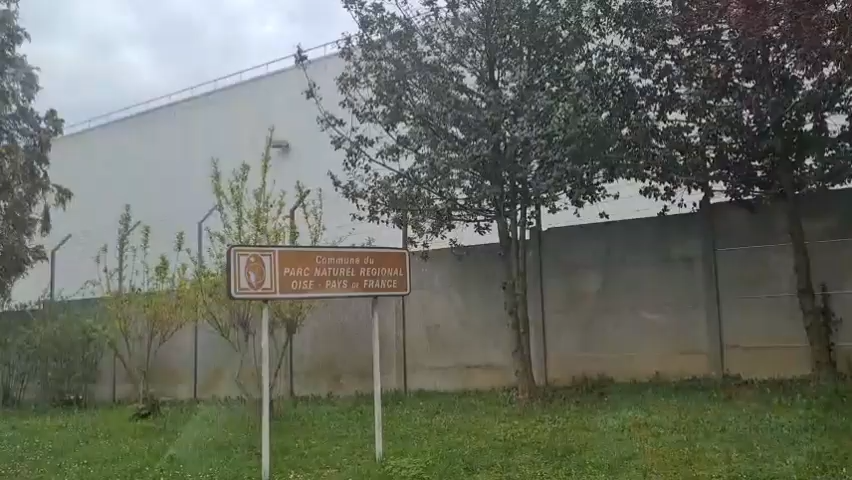 Commune du
PARC NATUREL REGIONAL
OISE - PAYS DE FRANCE